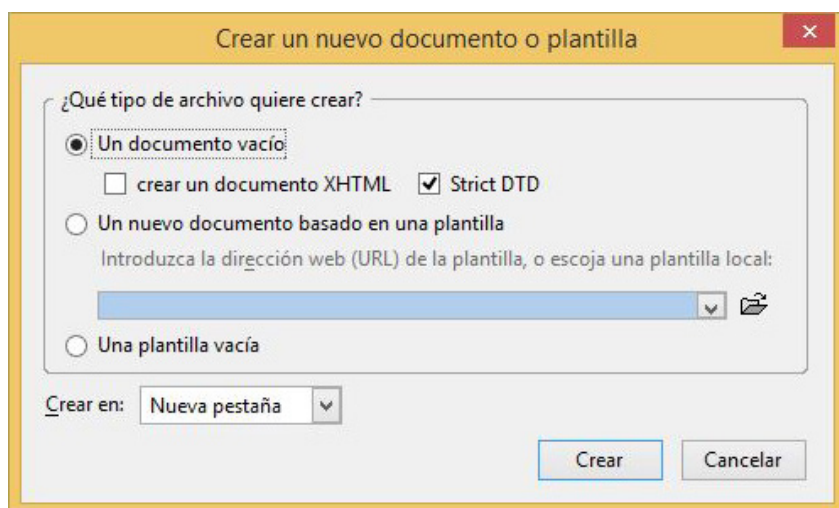 Crear un nuevo documento o plantilla
¿Qué tipo de archivo quiere crear?
Un documento vacío
crear un documento XHTML Strict DTD
Un nuevo documento basado en una plantilla
Introduzca la dirección web (URL) de la plantilla, o escoja una plantilla local:
Una plantilla vacía
Crear en: Nueva pestaña
Crear Cancelar